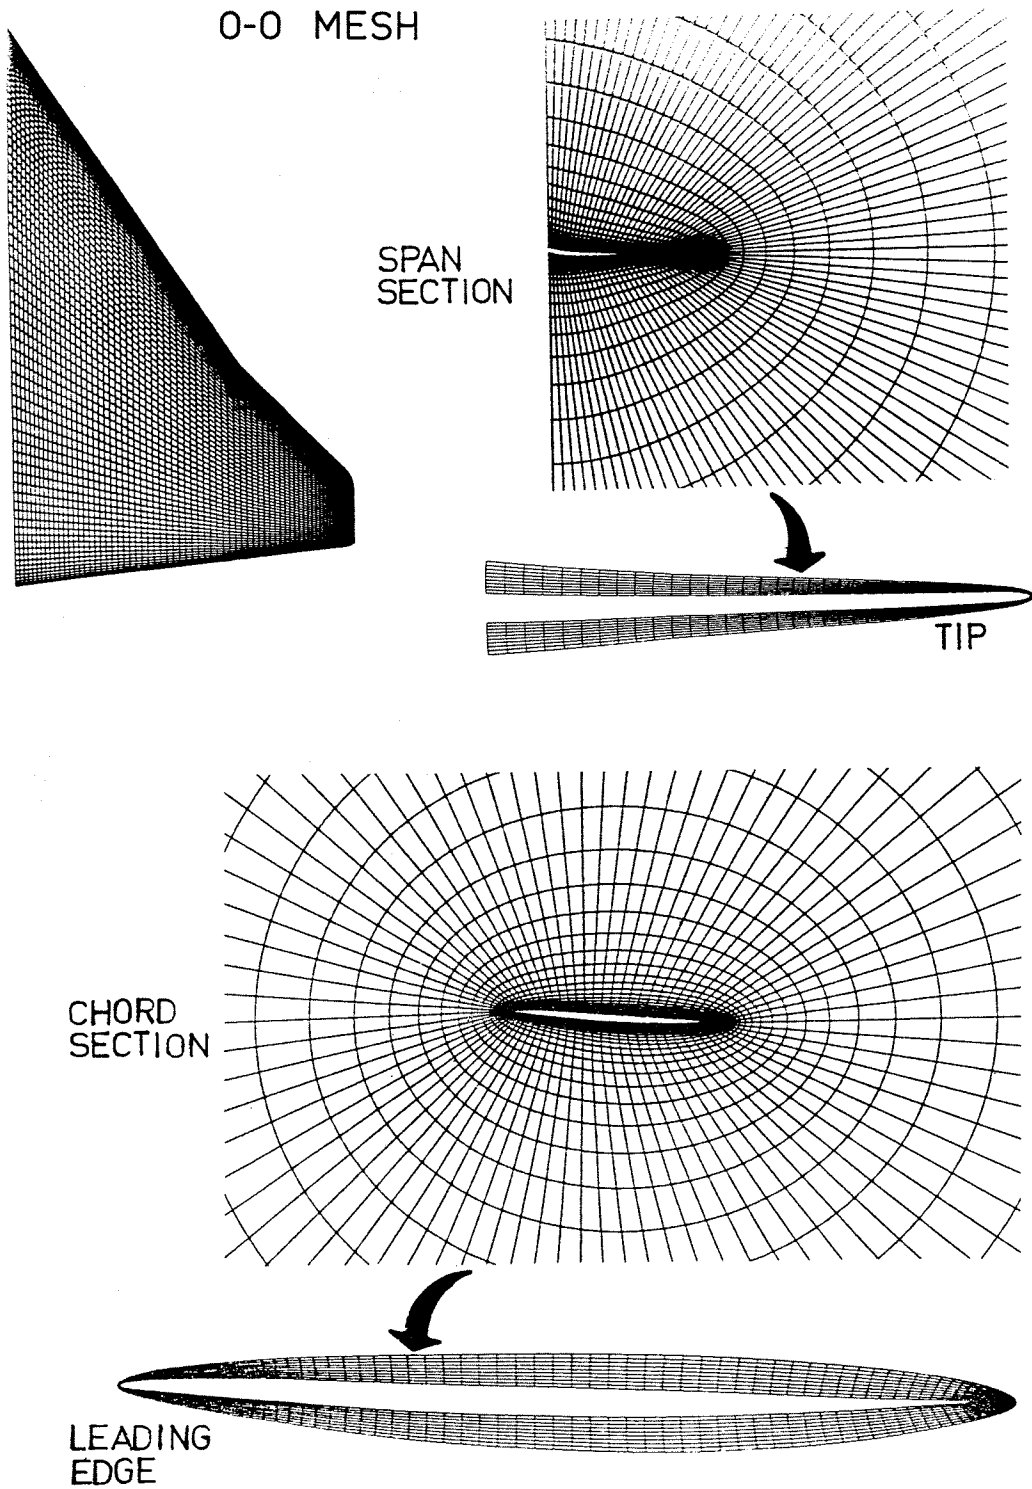 O-O MESH
SPAN
SECTION
TIP
CHORD
SECTION
LEADING
EDGE